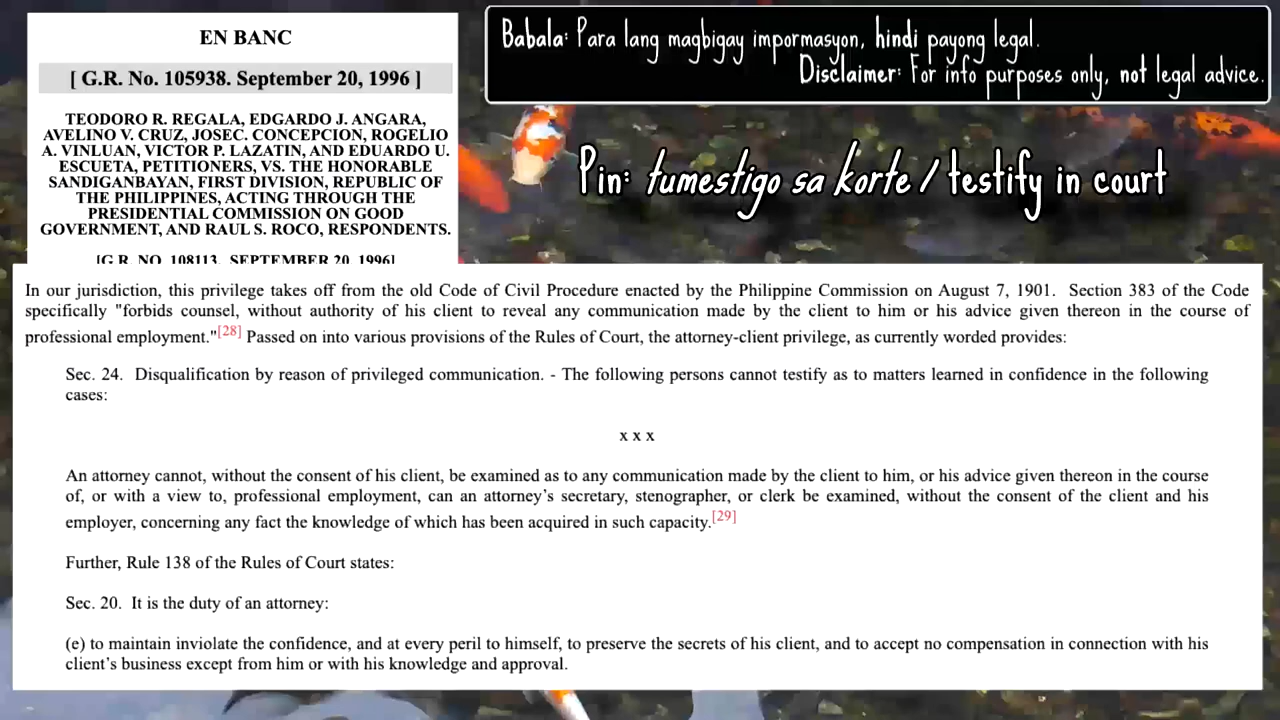 EN BANC
[ G.R. No. 105938. September 20, 1996 ]
TEODORO R. REGALA, EDGARDO J. ANGARA,
AVELINO V. CRUZ, JOSEC. CONCEPCION, ROGELIO
A. VINLUAN, VICTOR P. LAZATIN, AND EDUARDO U.
ESCUETA, PETITIONERS, VS. THE HONORABLE
SANDIGANBAYAN, FIRST DIVISION, REPUBLIC OF
THE PHILIPPINES, ACTING THROUGH THE
PRESIDENTIAL COMMISSION ON GOOD
GOVERNMENT, AND RAUL S. ROCO, RESPONDENTS.
[G.R. NO. 108113. SEPTEMBER 20, 1996]
Babala: Para lang magbigay impormasyon, hindi payong legal.
Disclaimer: For info purposes only, not legal advice.
Pin: tumestigo sa korte / testify in court
In our jurisdiction, this privilege takes off from the old Code of Civil Procedure enacted by the Philippine Commission on August 7, 1901. Section 383 of the Code
specifically "forbids counsel, without authority of his client to reveal any communication made by the client to him or his advice given thereon in the course of
professional employment."[28] Passed on into various provisions of the Rules of Court, the attorney-client privilege, as currently worded provides:
Sec. 24. Disqualification by reason of privileged communication. - The following persons cannot testify as to matters learned in confidence in the following
cases:
x x x
An attorney cannot, without the consent of his client, be examined as to any communication made by the client to him, or his advice given thereon in the course
of, or with a view to, professional employment, can an attorney's secretary, stenographer, or clerk be examined, without the consent of the client and his
employer, concerning any fact the knowledge of which has been acquired in such capacity.[29]
Further, Rule 138 of the Rules of Court states:
Sec. 20. It is the duty of an attorney:
(e) to maintain inviolate the confidence, and at every peril to himself, to preserve the secrets of his client, and to accept no compensation in connection with his
client's business except from him or with his knowledge and approval.